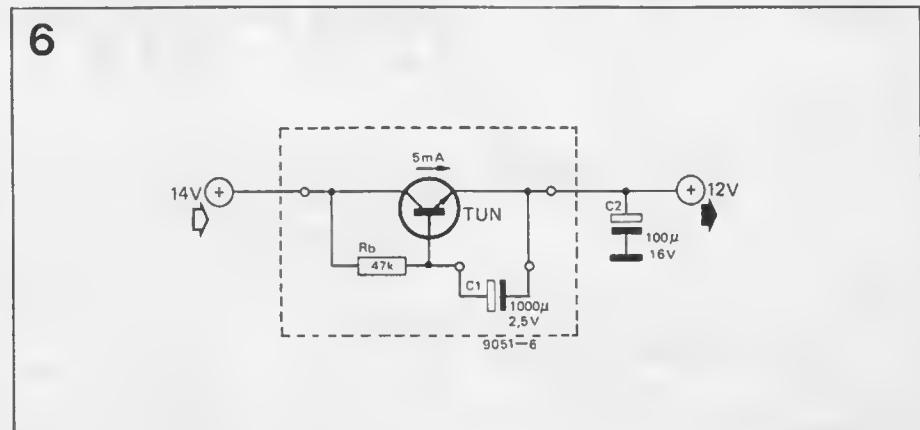 6
5mA
14V
+
TUN
+
12V
C2
100μ
16V
Rb
47k
C1
1000μ
2,5V
9051—6